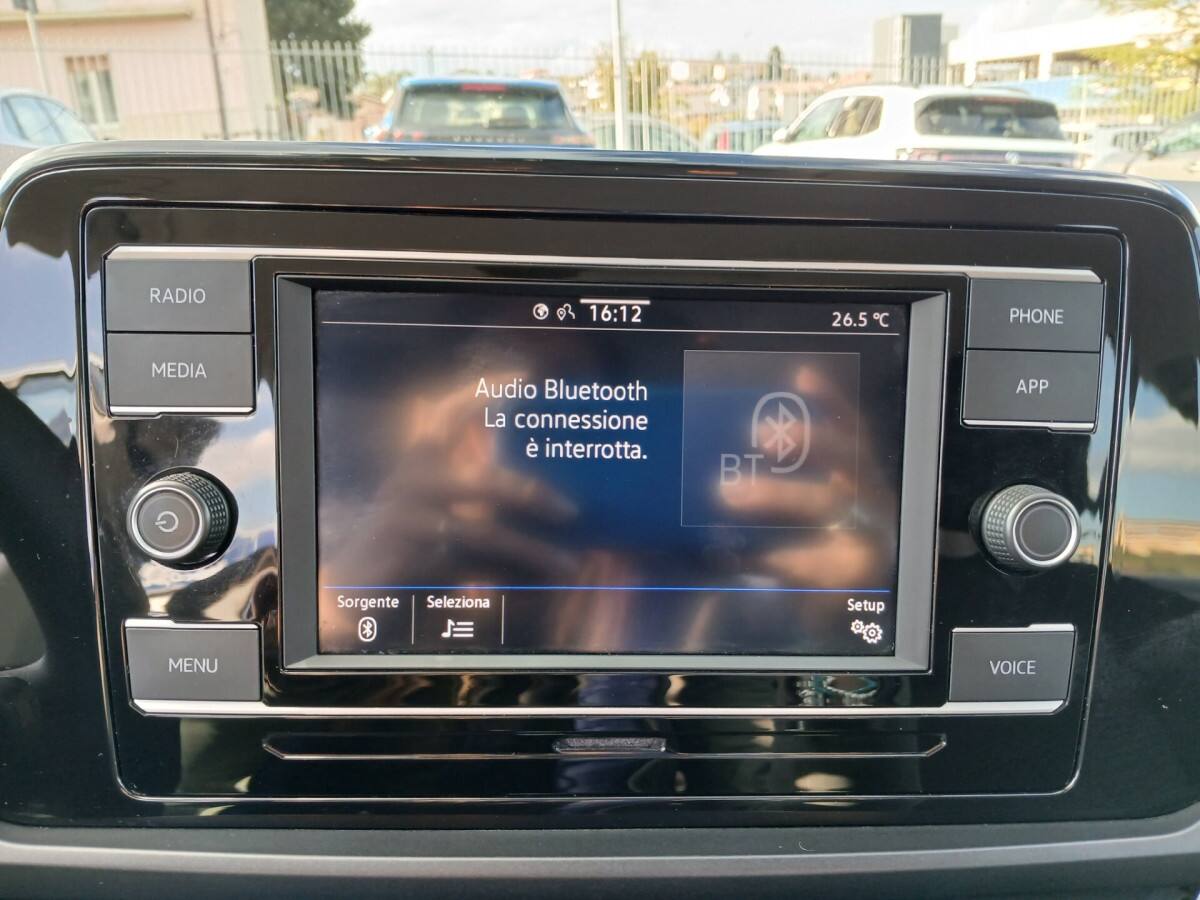 RADIO
MEDIA
MENU
16:12
26.5 °C
Audio Bluetooth
La connessione
è interrotta.
BT
Sorgente
Seleziona
Setup
PHONE
APP
VOICE